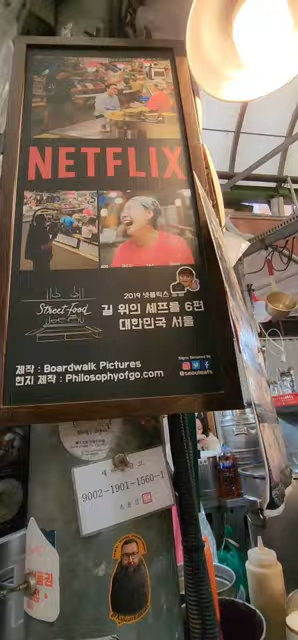 NETFLIX
2019 넷플릭스
Street food
길 위의 셰프들 6편
대한민국 서울
제작 : Boardwalk Pictures
현지 제작 : Philosophyofgo.com
@seouleats
9002-1901-1560-1